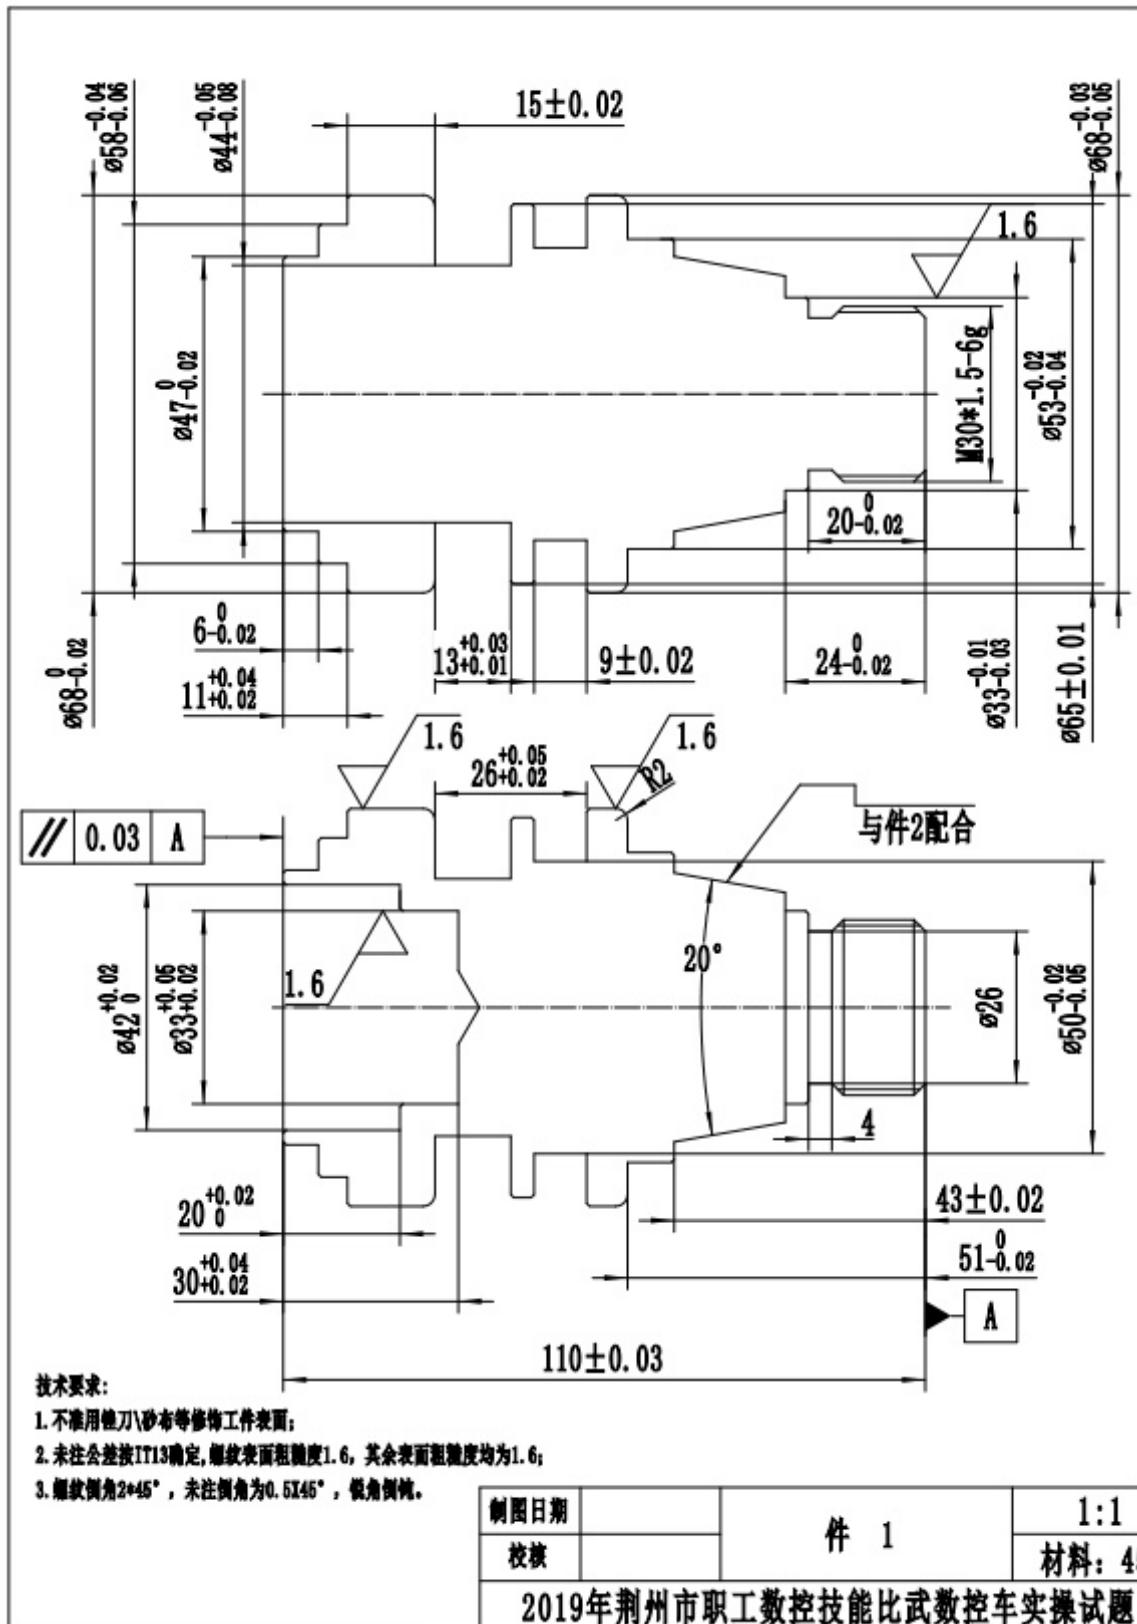 15±0.02
ø58-0.04
-0.06
ø44-0.05
-0.08
ø68-0.03
-0.05
1.6
ø47 0
-0.02
M30*1.5-6g
ø53-0.02
-0.04
20 0
-0.02
6 0
-0.02
13+0.03
+0.01
9±0.02
24 0
-0.02
11+0.04
+0.02
ø68 0
-0.02
ø33-0.01
-0.03
ø65±0.01
1.6
26+0.05
+0.02
1.6
R2
// 0.03 A
与件2配合
20°
ø42+0.02
0
ø33+0.05
+0.02
1.6
ø26
ø50-0.02
-0.05
4
20+0.02
0
43±0.02
30+0.04
+0.02
51 0
-0.02
A
110±0.03
技术要求:
1.不准用锉刀\砂布等修饰工件表面;
2.未注公差按IT13确定,螺纹表面粗糙度1.6, 其余表面粗糙度均为1.6;
3.螺纹倒角2*45°, 未注倒角为0.5X45°, 锐角倒钝。
制图日期
件 1
1:1
校核
材料: 4
2019年荆州市职工数控技能比武数控车实操试题